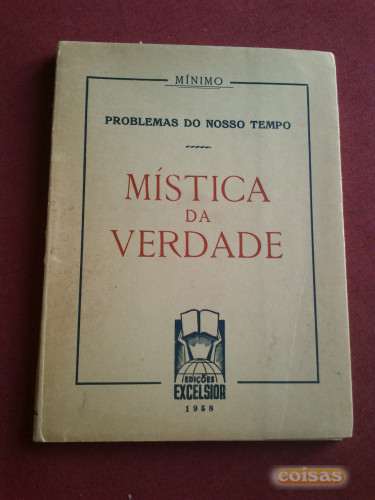 MÍNIMO
PROBLEMAS DO NOSSO TEMPO
MÍSTICA
DA
VERDADE
EDIÇÕES
EXCELSIOR
1958
coisas